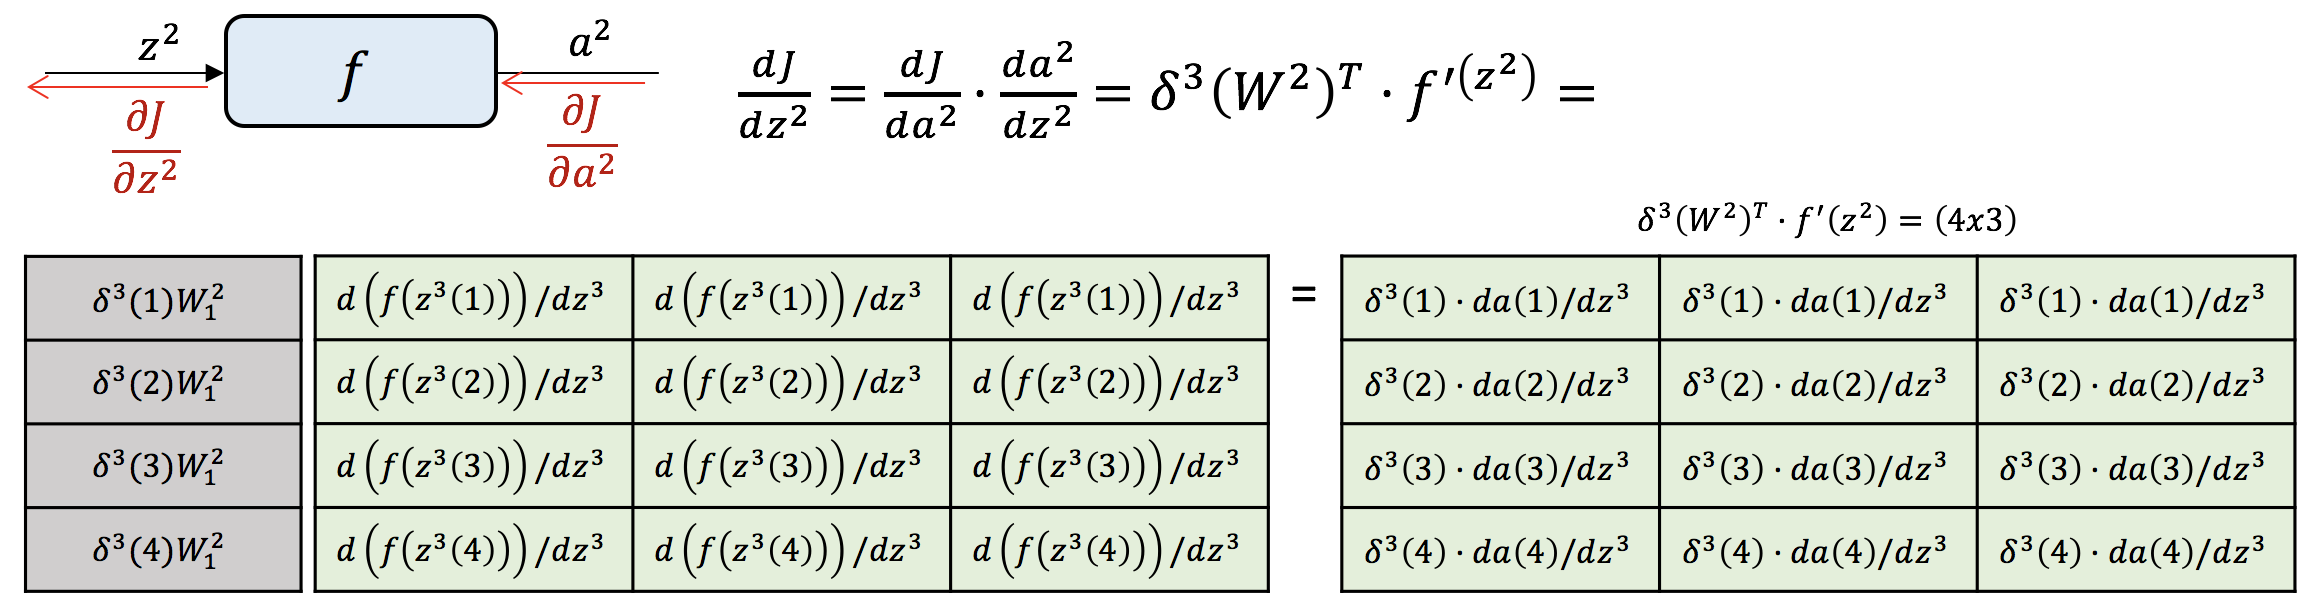 z² f a² dJ/dz² = dJ/da² · da²/dz² = δ³(W²)ᵀ · f′^(z²) =
∂J/∂z² ∂J/∂a²
δ³(W²)ᵀ · f′(z²) = (4x3)
δ³(1)W₁² d(f(z³(1)))/dz³ d(f(z³(1)))/dz³ d(f(z³(1)))/dz³ = δ³(1) · da(1)/dz³ δ³(1) · da(1)/dz³ δ³(1) · da(1)/dz³
δ³(2)W₁² d(f(z³(2)))/dz³ d(f(z³(2)))/dz³ d(f(z³(2)))/dz³ δ³(2) · da(2)/dz³ δ³(2) · da(2)/dz³ δ³(2) · da(2)/dz³
δ³(3)W₁² d(f(z³(3)))/dz³ d(f(z³(3)))/dz³ d(f(z³(3)))/dz³ δ³(3) · da(3)/dz³ δ³(3) · da(3)/dz³ δ³(3) · da(3)/dz³
δ³(4)W₁² d(f(z³(4)))/dz³ d(f(z³(4)))/dz³ d(f(z³(4)))/dz³ δ³(4) · da(4)/dz³ δ³(4) · da(4)/dz³ δ³(4) · da(4)/dz³